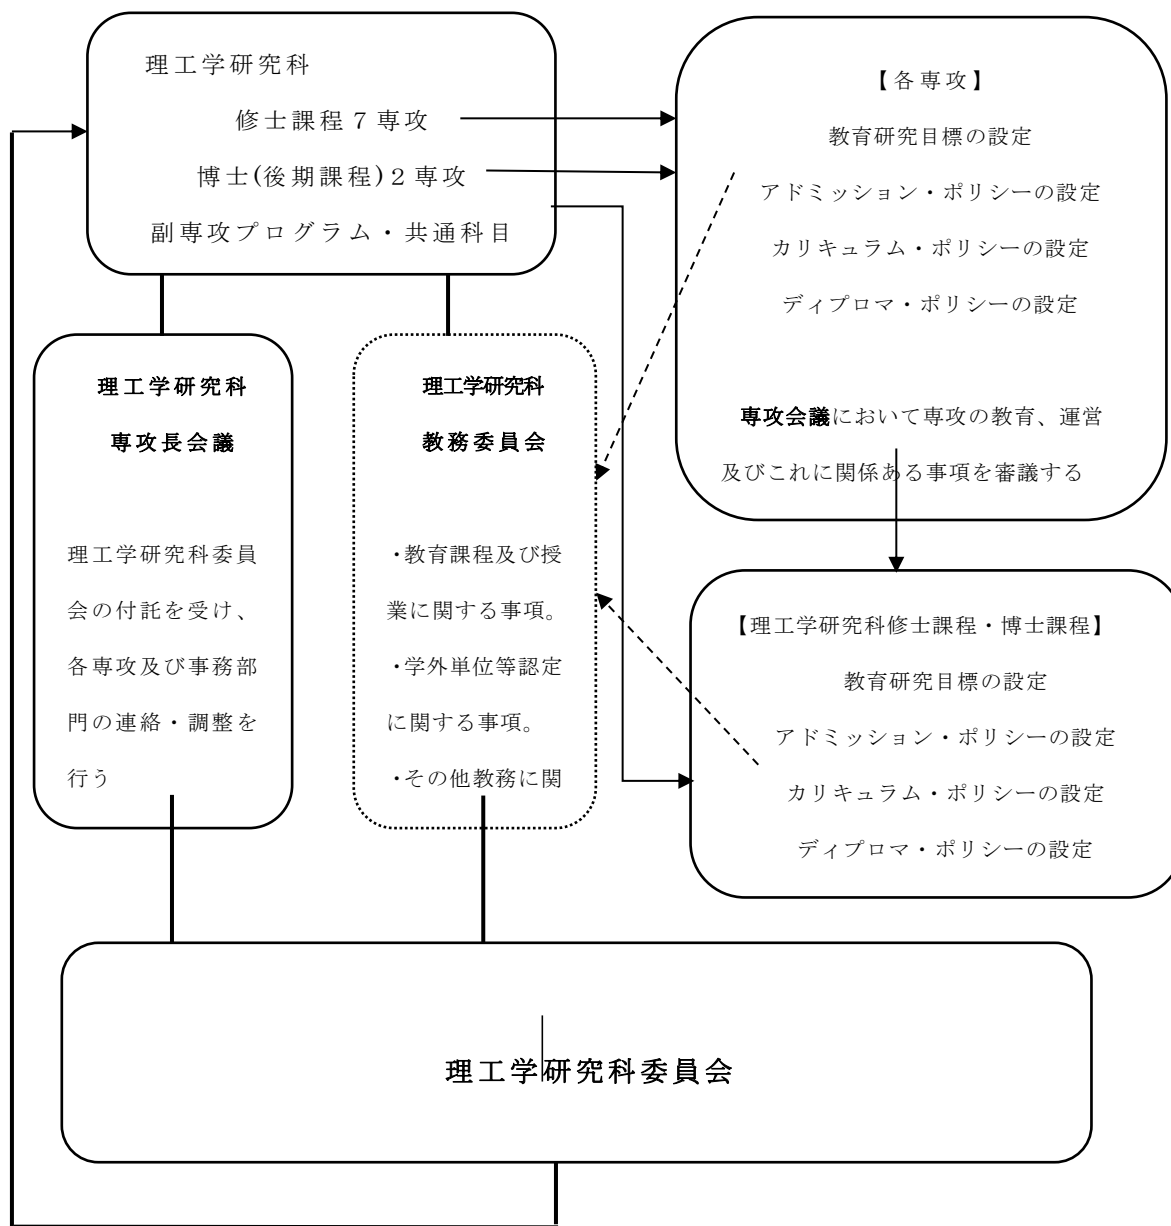 理工学研究科
修士課程7専攻
博士(後期課程)2専攻
副専攻プログラム・共通科目
【各専攻】
教育研究目標の設定
アドミッション・ポリシーの設定
カリキュラム・ポリシーの設定
ディプロマ・ポリシーの設定
専攻会議において専攻の教育、運営
及びこれに関係ある事項を審議する
理工学研究科
専攻長会議
理工学研究科委員
会の付託を受け、
各専攻及び事務部
門の連絡・調整を
行う
理工学研究科
教務委員会
・教育課程及び授
業に関する事項。
・学外単位等認定
に関する事項。
・その他教務に関
【理工学研究科修士課程・博士課程】
教育研究目標の設定
アドミッション・ポリシーの設定
カリキュラム・ポリシーの設定
ディプロマ・ポリシーの設定
理工学研究科委員会